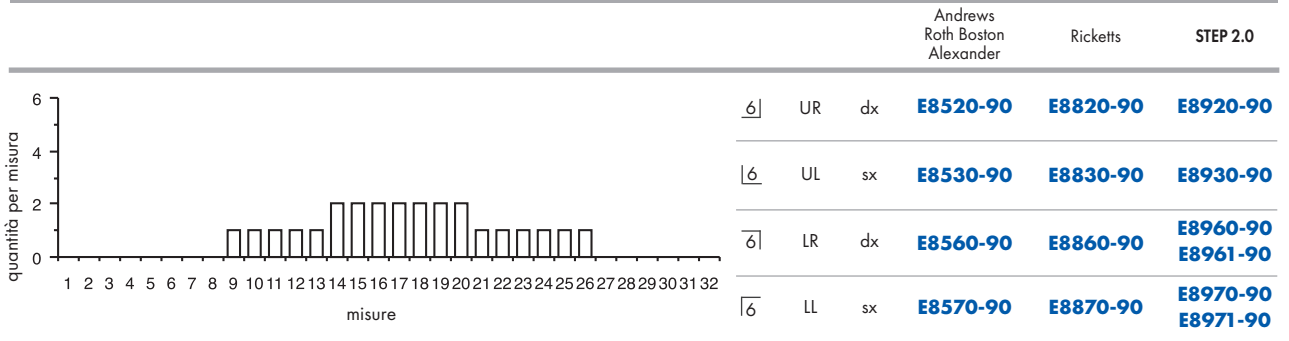 Andrews
Roth Boston
Alexander
Ricketts
STEP 2.0
quantità per misura
6
4
2
0
1 2 3 4 5 6 7 8 9 10 11 12 13 14 15 16 17 18 19 20 21 22 23 24 25 26 27 28 29 30 31 32
misure
6 UR dx E8520-90 E8820-90 E8920-90
6 UL sx E8530-90 E8830-90 E8930-90
6 LR dx E8560-90 E8860-90 E8960-90
E8961-90
6 LL sx E8570-90 E8870-90 E8970-90
E8971-90